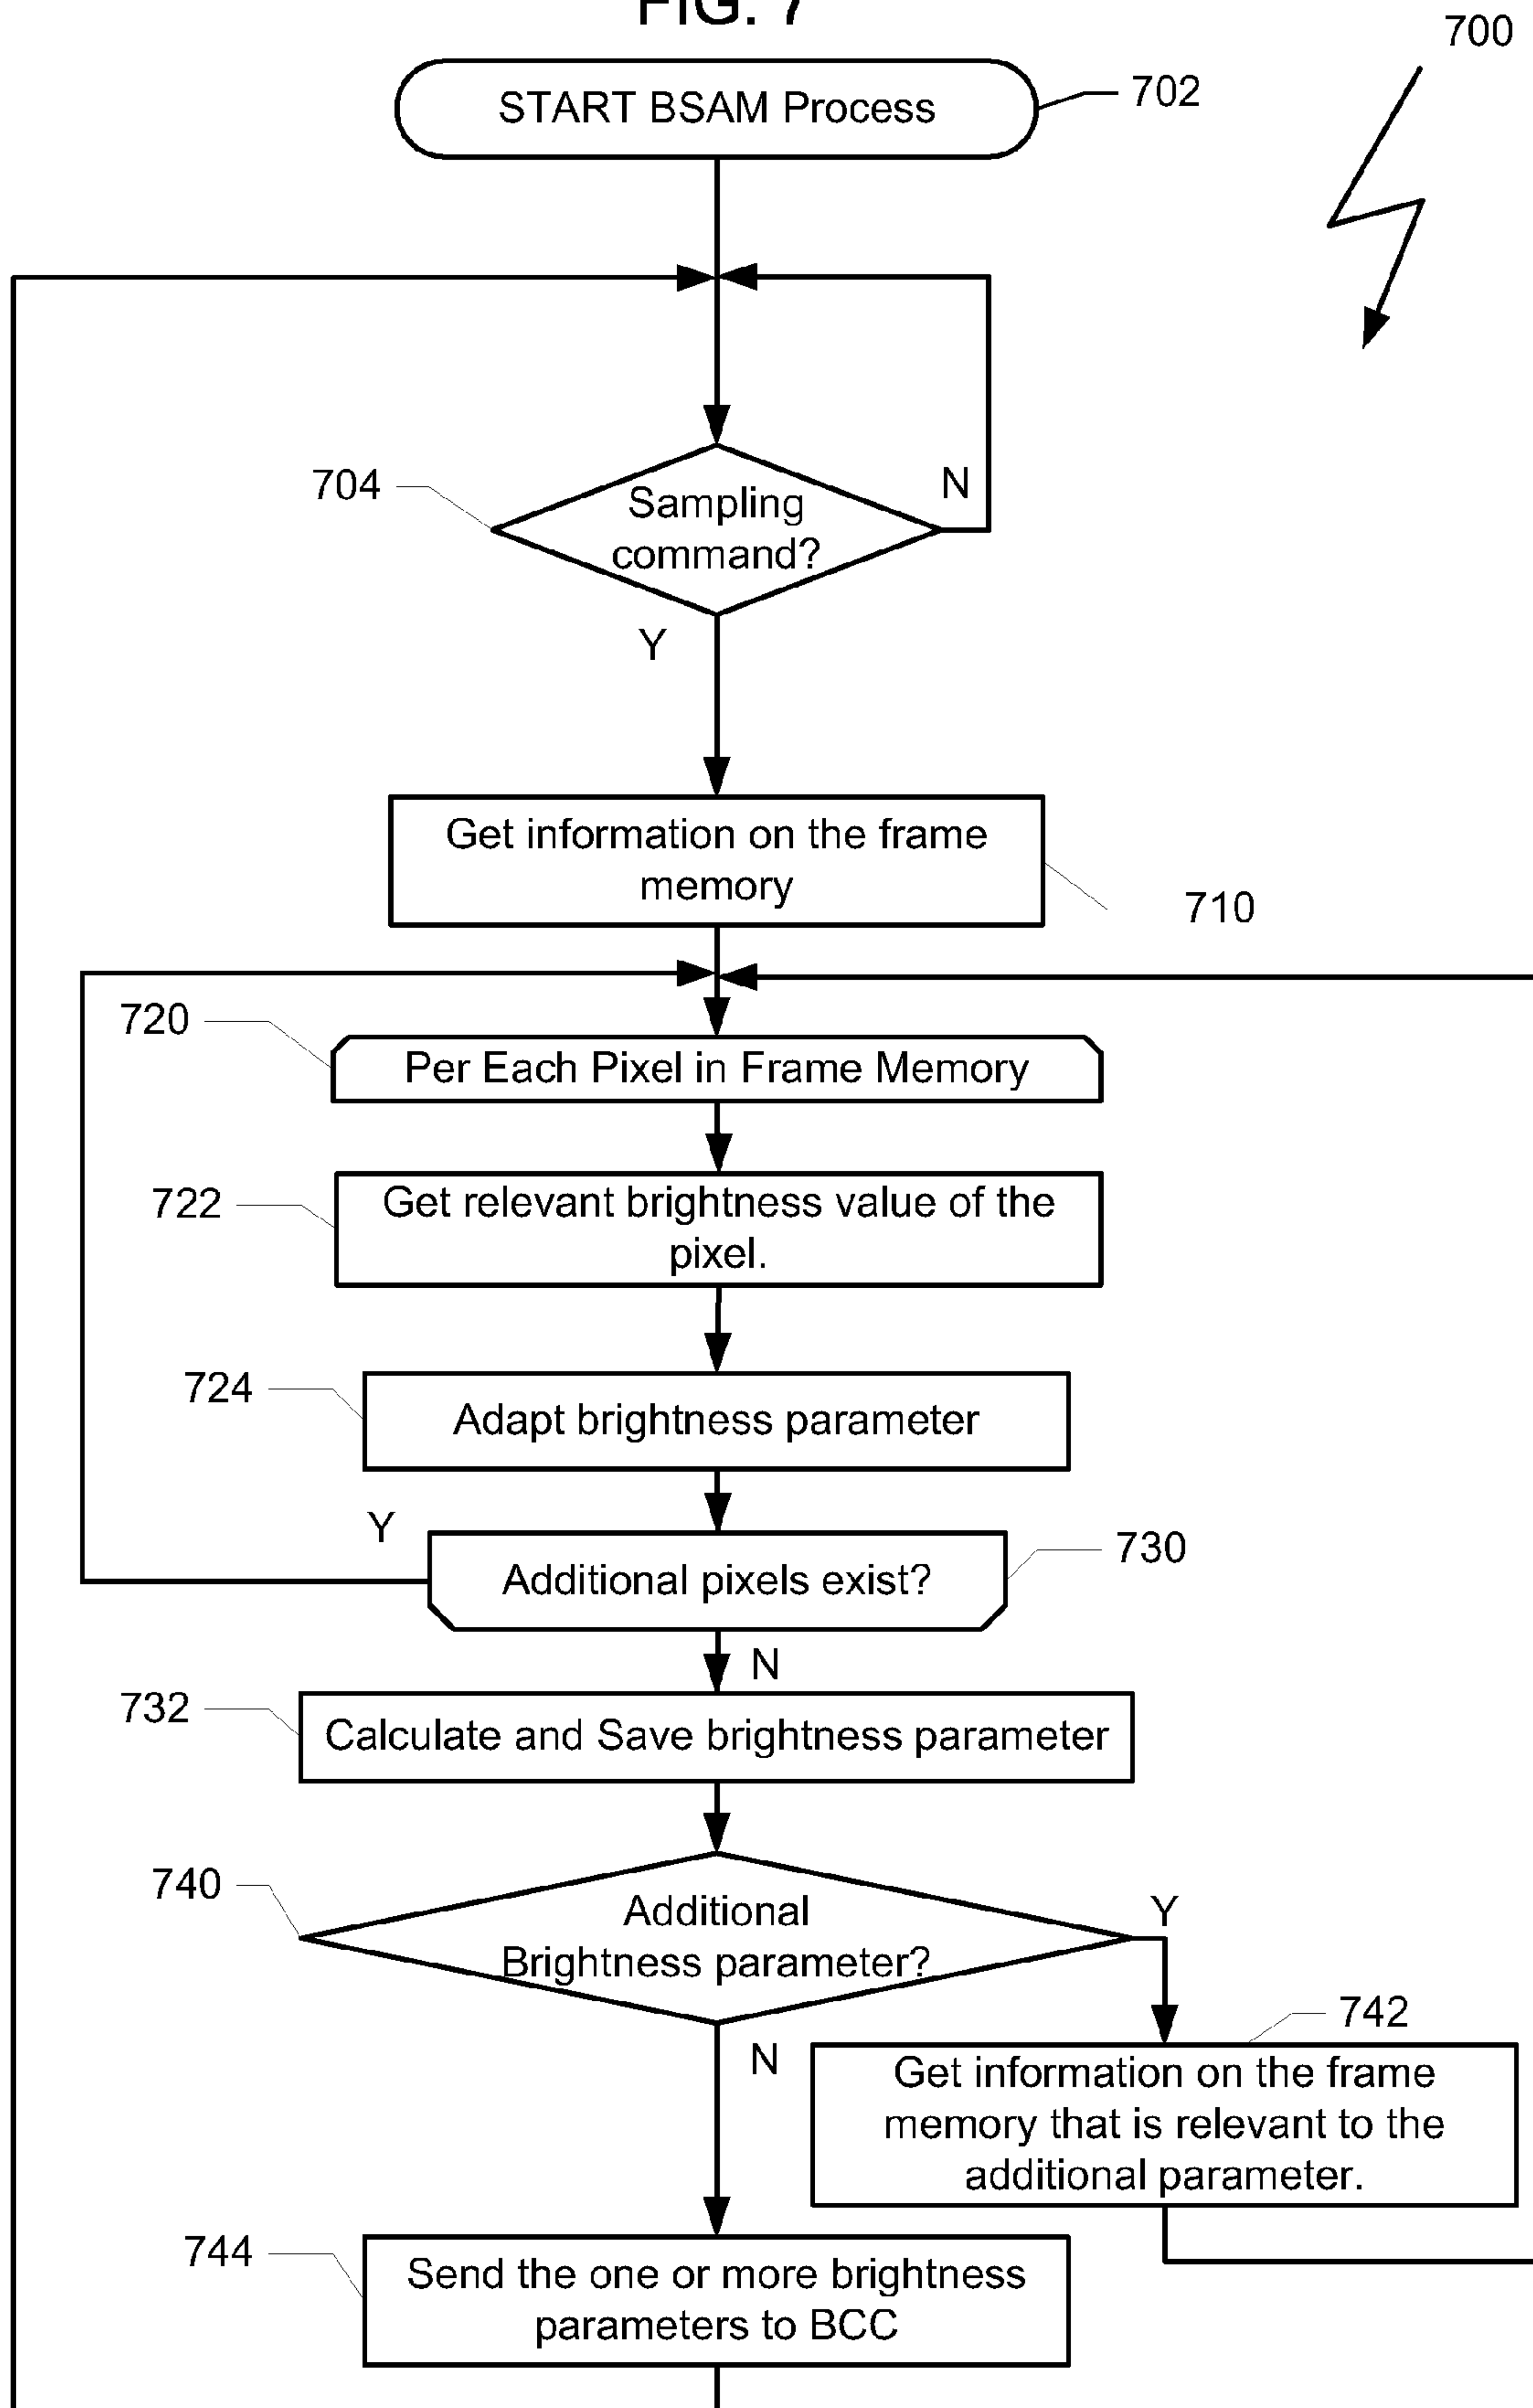 FIG. 7
700
START BSAM Process
702
704
Sampling
command?
N
Y
Get information on the frame
memory
710
720
Per Each Pixel in Frame Memory
722
Get relevant brightness value of the
pixel.
724
Adapt brightness parameter
Y
Additional pixels exist?
730
N
732
Calculate and Save brightness parameter
740
Additional
Brightness parameter?
Y
N
742
Get information on the frame
memory that is relevant to the
additional parameter.
744
Send the one or more brightness
parameters to BCC